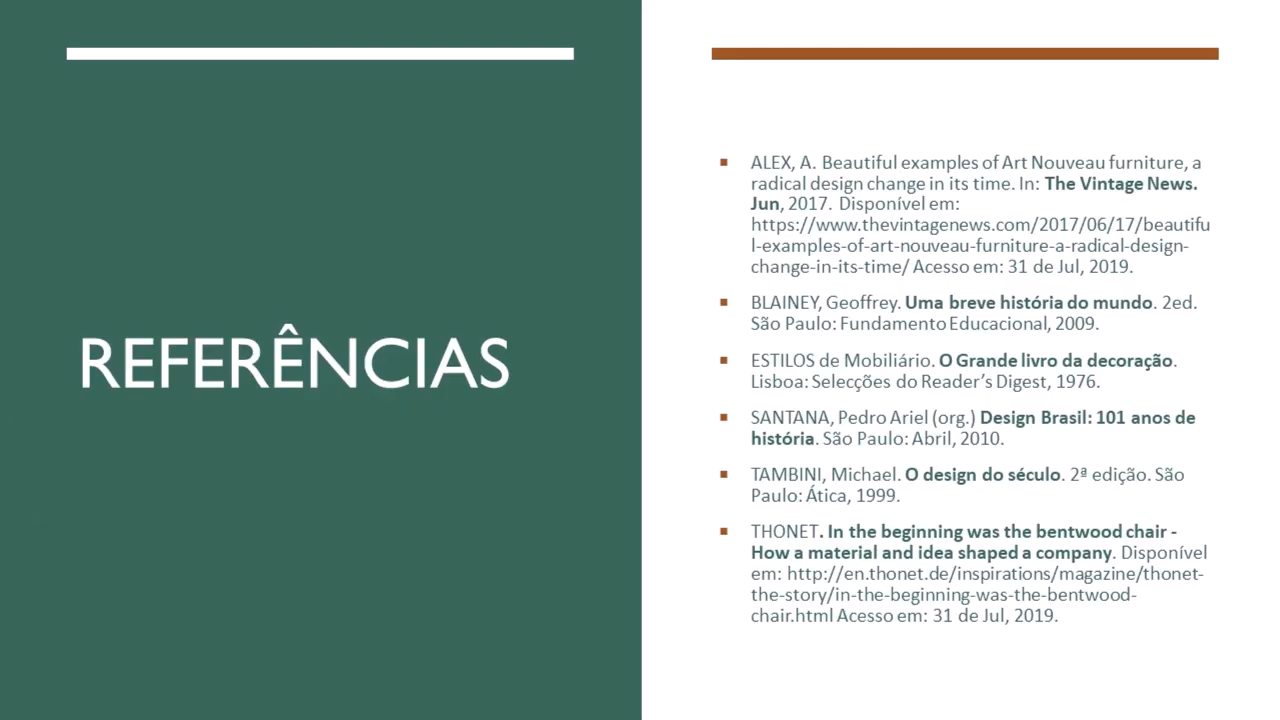 REFERÊNCIAS
ALEX, A. Beautiful examples of Art Nouveau furniture, a
radical design change in its time. In: The Vintage News.
Jun, 2017. Disponível em:
https://www.thevintagenews.com/2017/06/17/beautifu
l-examples-of-art-nouveau-furniture-a-radical-design-
change-in-its-time/ Acesso em: 31 de Jul, 2019.
BLAINEY, Geoffrey. Uma breve história do mundo. 2ed.
São Paulo: Fundamento Educacional, 2009.
ESTILOS de Mobiliário. O Grande livro da decoração.
Lisboa: Selecções do Reader's Digest, 1976.
SANTANA, Pedro Ariel (org.) Design Brasil: 101 anos de
história. São Paulo: Abril, 2010.
TAMBINI, Michael. O design do século. 2ª edição. São
Paulo: Ática, 1999.
THONET. In the beginning was the bentwood chair -
How a material and idea shaped a company. Disponível
em: http://en.thonet.de/inspirations/magazine/thonet-
the-story/in-the-beginning-was-the-bentwood-
chair.html Acesso em: 31 de Jul, 2019.